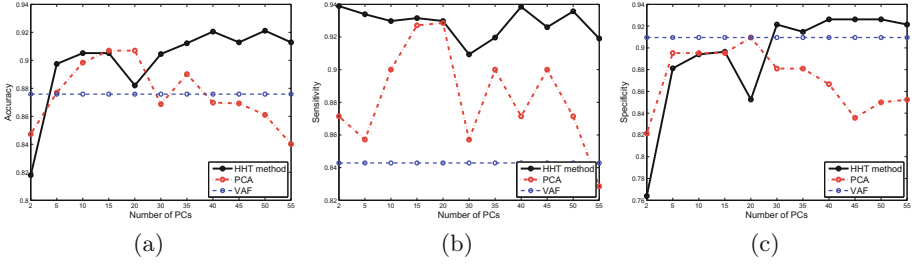 0.94
0.92
0.9
0.88
0.86
0.84
0.82
0.8
Accuracy
2 5 10 15 20 30 35 40 45 50 55
Number of PCs
HHT method
PCA
VAF
(a)
0.94
0.92
0.9
0.88
0.86
0.84
0.82
Sensitivity
2 5 10 15 20 30 35 40 45 50 55
Number of PCs
HHT method
PCA
VAF
(b)
0.94
0.92
0.9
0.88
0.86
0.84
0.82
0.8
0.78
0.76
Specificity
2 5 10 15 20 30 35 40 45 50 55
Number of PCs
HHT method
PCA
VAF
(c)